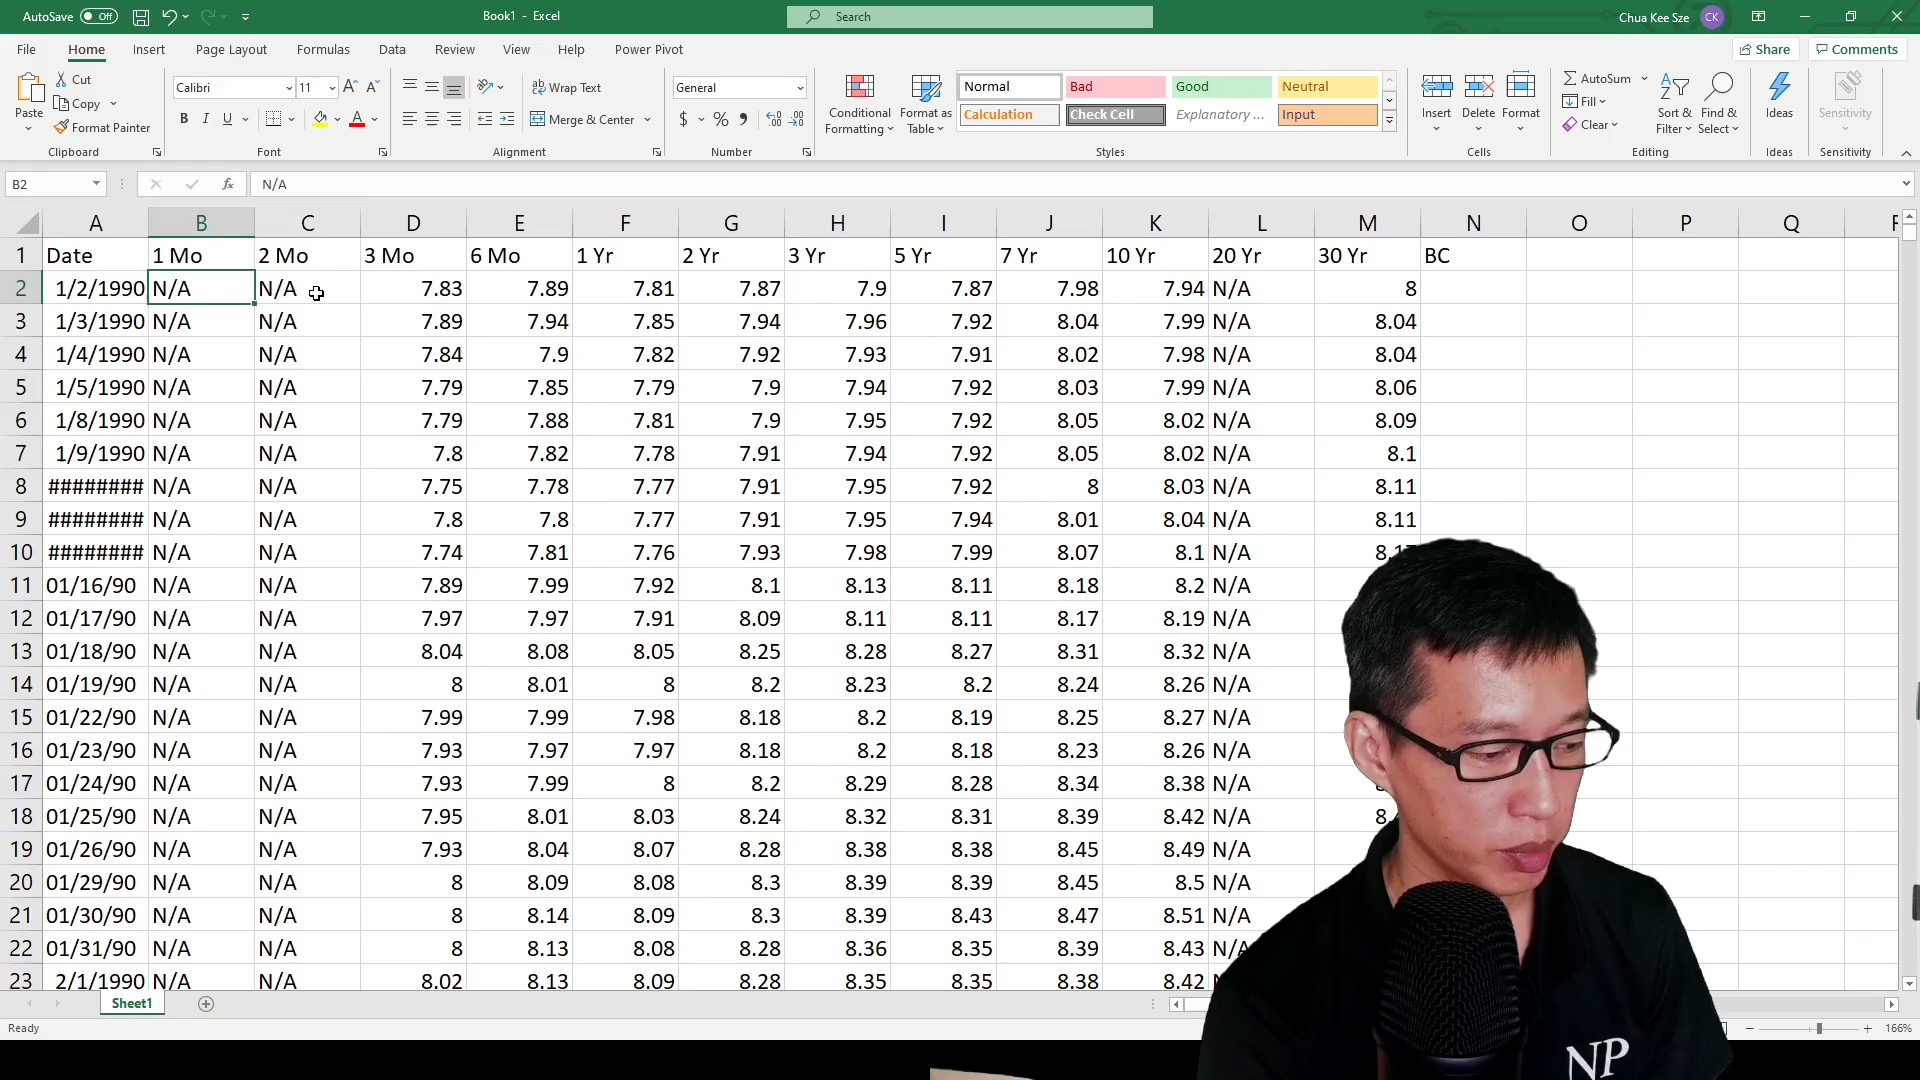 AutoSave Off Book1 - Excel Search Chua Kee Sze CK
File Home Insert Page Layout Formulas Data Review View Help Power Pivot Share Comments
Paste Cut Copy Format Painter Clipboard
Calibri 11 B I U A A A Font
Wrap Text Merge & Center Alignment
General $ % Number
Conditional Formatting Format as Table Normal Bad Good Neutral Calculation Check Cell Explanatory ... Input Styles
Insert Delete Format Cells
AutoSum Fill Clear Sort & Filter Find & Select Editing
Ideas Ideas Sensitivity Sensitivity
B2 fx N/A
A B C D E F G H I J K L M N O P Q
1 Date 1 Mo 2 Mo 3 Mo 6 Mo 1 Yr 2 Yr 3 Yr 5 Yr 7 Yr 10 Yr 20 Yr 30 Yr BC
2 1/2/1990 N/A N/A 7.83 7.89 7.81 7.87 7.9 7.87 7.98 7.94 N/A 8
3 1/3/1990 N/A N/A 7.89 7.94 7.85 7.94 7.96 7.92 8.04 7.99 N/A 8.04
4 1/4/1990 N/A N/A 7.84 7.9 7.82 7.92 7.93 7.91 8.02 7.98 N/A 8.04
5 1/5/1990 N/A N/A 7.79 7.85 7.79 7.9 7.94 7.92 8.03 7.99 N/A 8.06
6 1/8/1990 N/A N/A 7.79 7.88 7.81 7.9 7.95 7.92 8.05 8.02 N/A 8.09
7 1/9/1990 N/A N/A 7.8 7.82 7.78 7.91 7.94 7.92 8.05 8.02 N/A 8.1
8 ######## N/A N/A 7.75 7.78 7.77 7.91 7.95 7.92 8 8.03 N/A 8.11
9 ######## N/A N/A 7.8 7.8 7.77 7.91 7.95 7.94 8.01 8.04 N/A 8.11
10 ######## N/A N/A 7.74 7.81 7.76 7.93 7.98 7.99 8.07 8.1 N/A
11 01/16/90 N/A N/A 7.89 7.99 7.92 8.1 8.13 8.11 8.18 8.2 N/A
12 01/17/90 N/A N/A 7.97 7.97 7.91 8.09 8.11 8.11 8.17 8.19 N/A
13 01/18/90 N/A N/A 8.04 8.08 8.05 8.25 8.28 8.27 8.31 8.32 N/A
14 01/19/90 N/A N/A 8 8.01 8 8.2 8.23 8.2 8.24 8.26 N/A
15 01/22/90 N/A N/A 7.99 7.99 7.98 8.18 8.2 8.19 8.25 8.27 N/A
16 01/23/90 N/A N/A 7.93 7.97 7.97 8.18 8.2 8.18 8.23 8.26 N/A
17 01/24/90 N/A N/A 7.93 7.99 8 8.2 8.29 8.28 8.34 8.38 N/A
18 01/25/90 N/A N/A 7.95 8.01 8.03 8.24 8.32 8.31 8.39 8.42 N/A
19 01/26/90 N/A N/A 7.93 8.04 8.07 8.28 8.38 8.38 8.45 8.49 N/A
20 01/29/90 N/A N/A 8 8.09 8.08 8.3 8.39 8.39 8.45 8.5 N/A
21 01/30/90 N/A N/A 8 8.14 8.09 8.3 8.39 8.43 8.47 8.51 N/A
22 01/31/90 N/A N/A 8 8.13 8.08 8.28 8.36 8.35 8.39 8.43 N/A
23 2/1/1990 N/A N/A 8.02 8.13 8.09 8.28 8.35 8.35 8.38 8.42
Sheet1
Ready 166%
NP